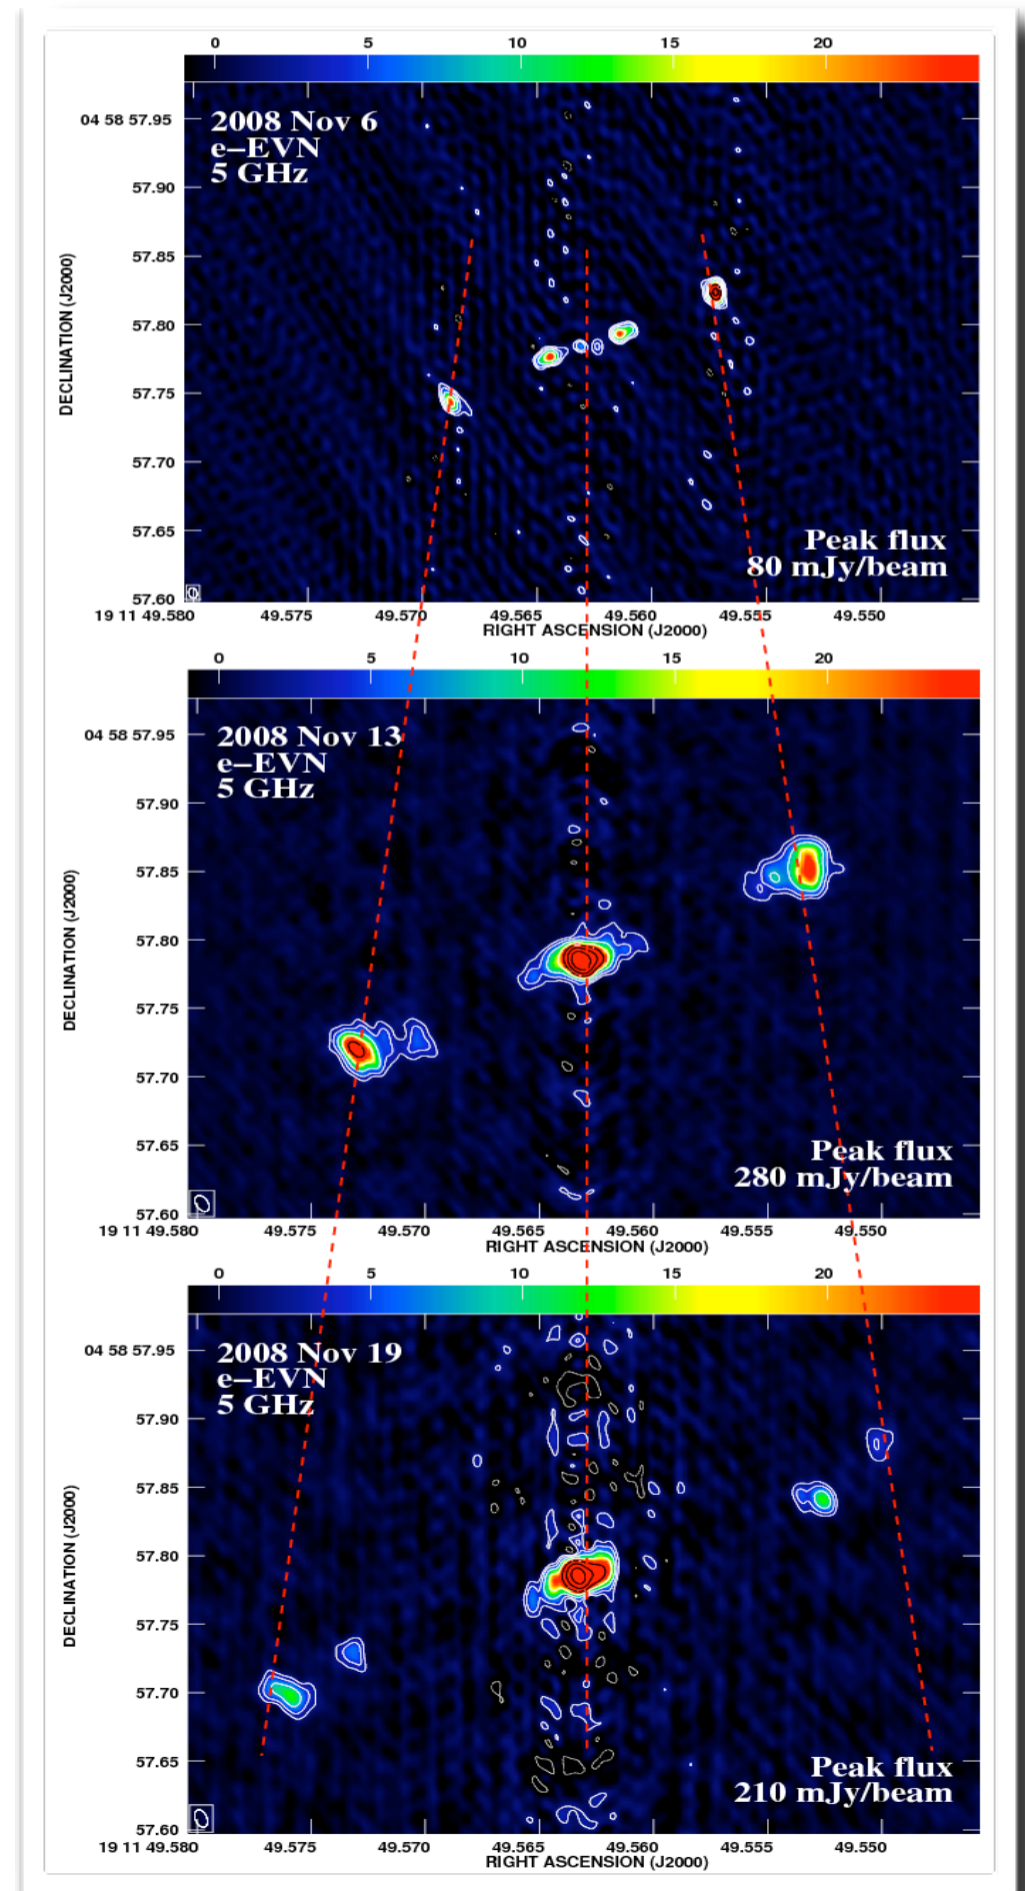 0 5 10 15 20
2008 Nov 6
e−EVN
5 GHz
04 58 57.95
57.90
57.85
57.80
57.75
57.70
57.65
57.60
DECLINATION (J2000)
Peak flux
80 mJy/beam
19 11 49.580 49.575 49.570 49.565 49.560 49.555 49.550
RIGHT ASCENSION (J2000)
0 5 10 15 20
2008 Nov 13
e−EVN
5 GHz
04 58 57.95
57.90
57.85
57.80
57.75
57.70
57.65
57.60
DECLINATION (J2000)
Peak flux
280 mJy/beam
19 11 49.580 49.575 49.570 49.565 49.560 49.555 49.550
RIGHT ASCENSION (J2000)
0 5 10 15 20
2008 Nov 19
e−EVN
5 GHz
04 58 57.95
57.90
57.85
57.80
57.75
57.70
57.65
57.60
DECLINATION (J2000)
Peak flux
210 mJy/beam
19 11 49.580 49.575 49.570 49.565 49.560 49.555 49.550
RIGHT ASCENSION (J2000)